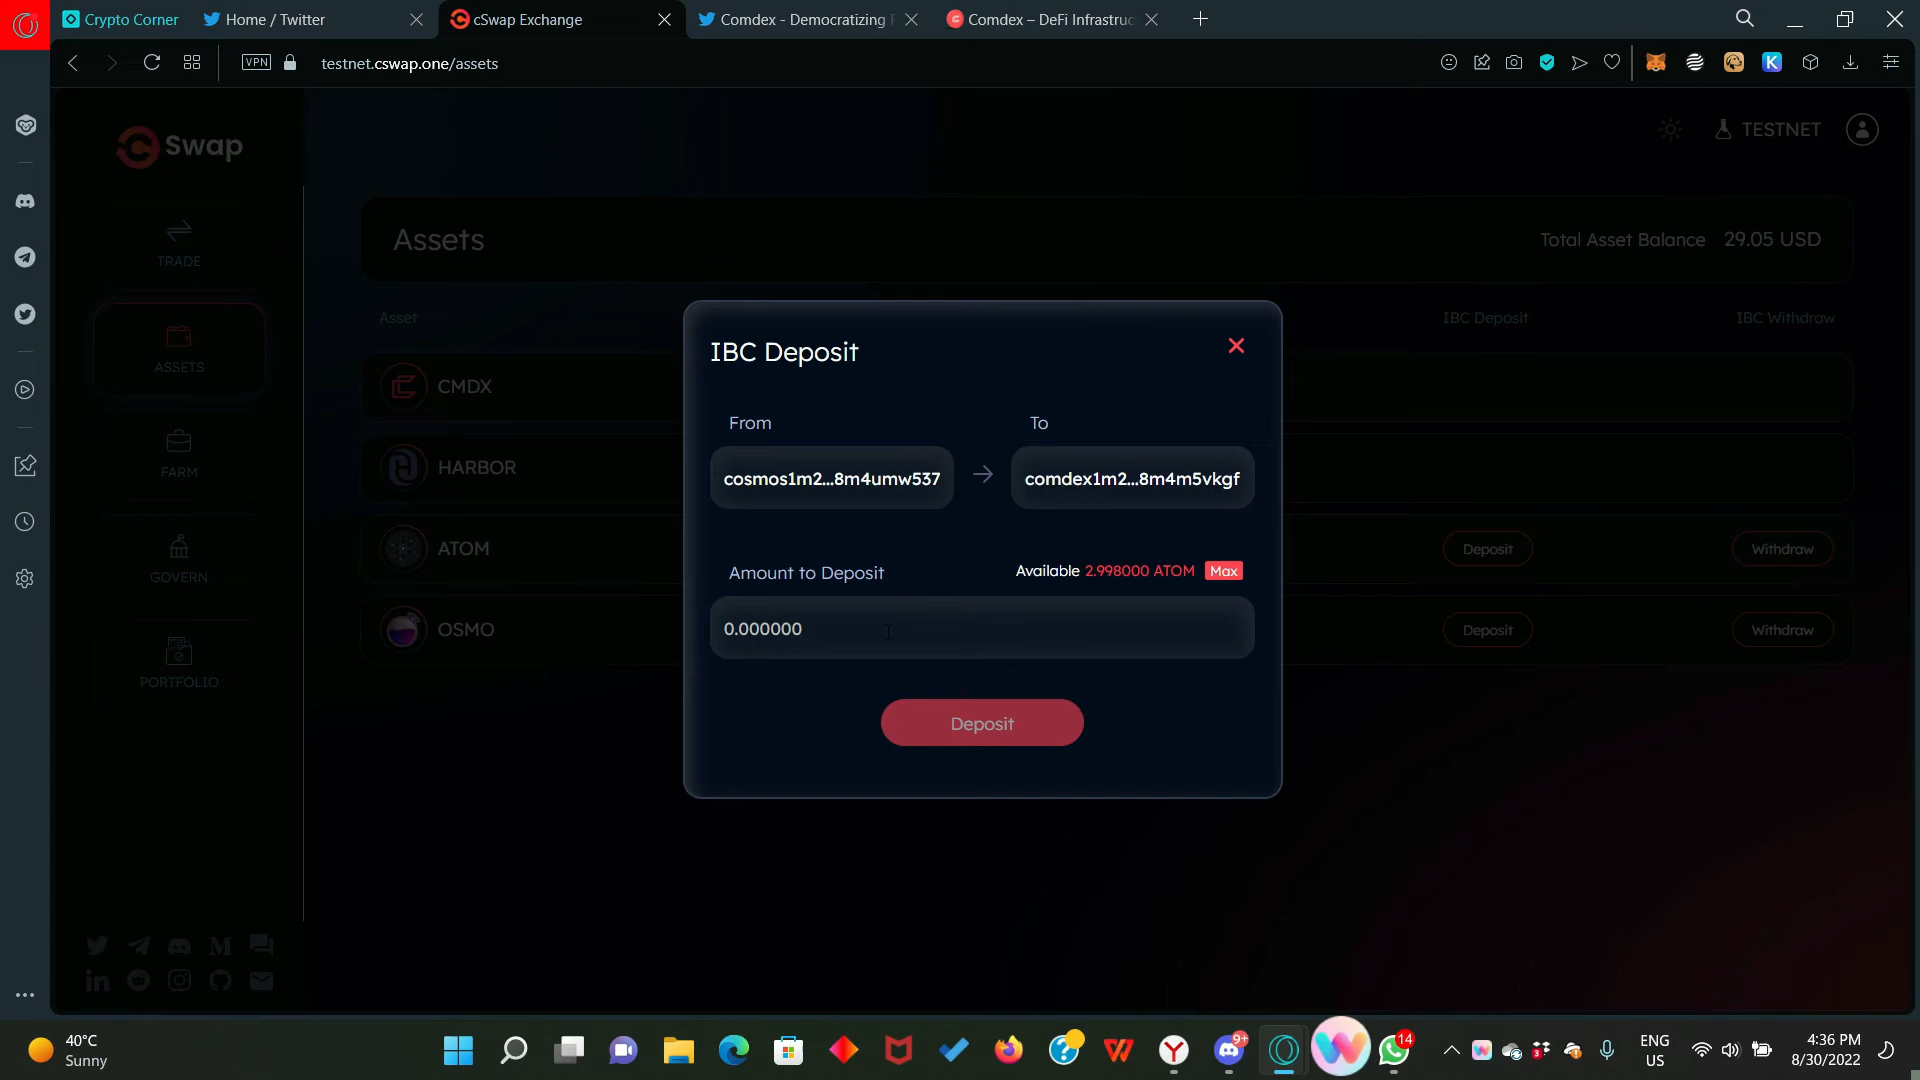 Crypto Corner
Home / Twitter
cSwap Exchange
Comdex - Democratizing F
Comdex – DeFi Infrastruc
VPN
testnet.cswap.one/assets
Swap
TESTNET
TRADE
ASSETS
FARM
GOVERN
PORTFOLIO
Assets
Total Asset Balance 29.05 USD
Asset
IBC Deposit
IBC Withdraw
CMDX
HARBOR
ATOM
Deposit
Withdraw
OSMO
Deposit
Withdraw
IBC Deposit
From
To
cosmos1m2...8m4umw537
comdex1m2...8m4m5vkgf
Amount to Deposit
Available 2.998000 ATOM Max
0.000000
Deposit
40°C
Sunny
9+
14
3
ENG
US
4:36 PM
8/30/2022